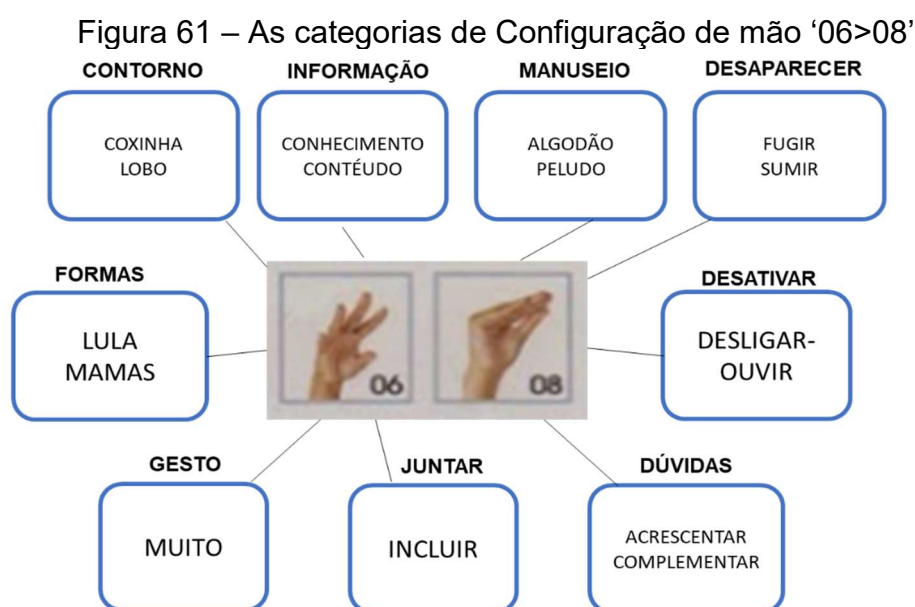 Figura 61 – As categorias de Configuração de mão ‘06>08’
CONTORNO
COXINHA
LOBO
INFORMAÇÃO
CONHECIMENTO
CONTÉUDO
MANUSEIO
ALGODÃO
PELUDO
DESAPARECER
FUGIR
SUMIR
FORMAS
LULA
MAMAS
06
08
DESATIVAR
DESLIGAR-
OUVIR
GESTO
MUITO
JUNTAR
INCLUIR
DÚVIDAS
ACRESCENTAR
COMPLEMENTAR